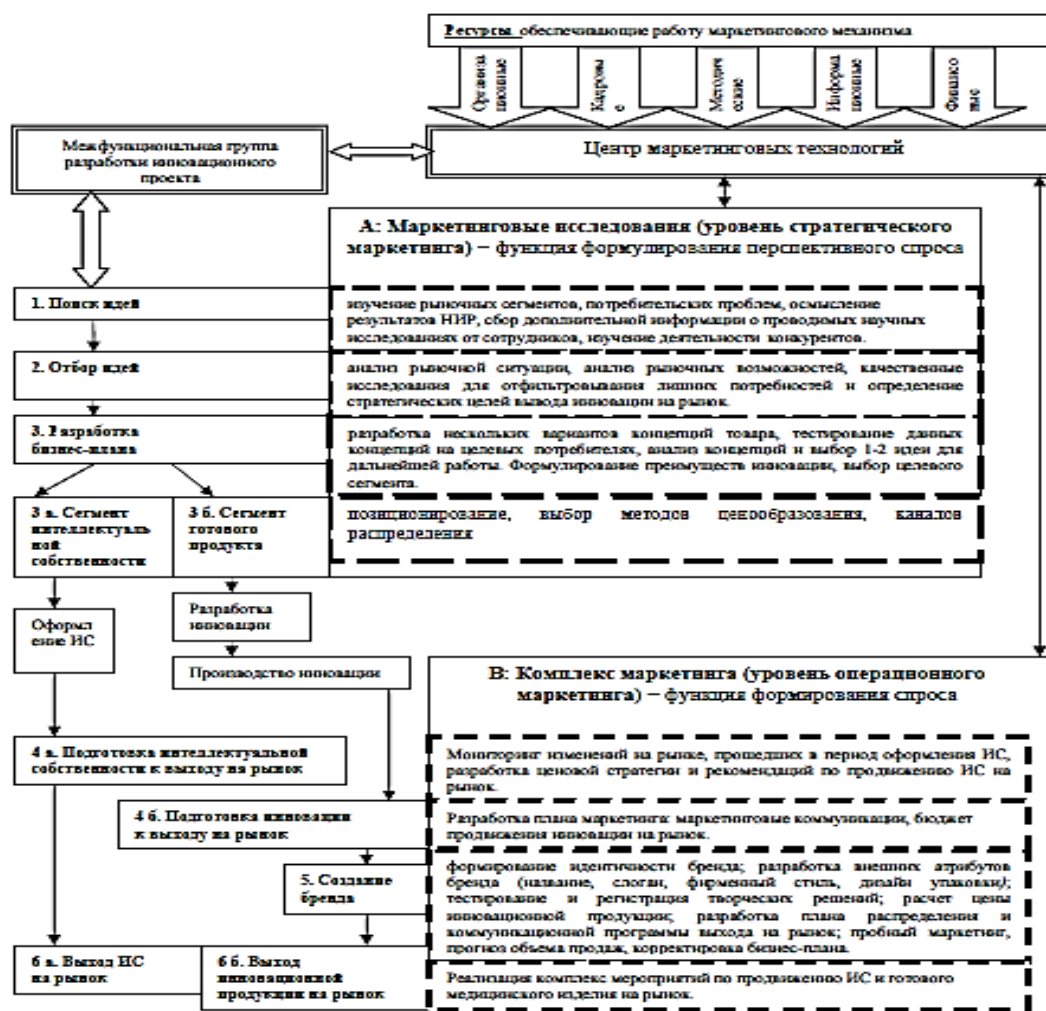 Ресурсы, обеспечивающие работу маркетингового механизма
Организа
ционные
Кадровы
е
Методич
еские
Информа
ционные
Финансо
вые
Межфункциональная группа
разработки инновационного
проекта
Центр маркетинговых технологий
А: Маркетинговые исследования (уровень стратегического
маркетинга) – функция формулирования перспективного спроса
1. Поиск идей
изучение рыночных сегментов, потребительских проблем, осмысление
результатов НИР, сбор дополнительной информации о проводимых научных
исследованиях от сотрудников, изучение деятельности конкурентов.
2. Отбор идей
анализ рыночной ситуации, анализ рыночных возможностей, качественные
исследования для отфильтровывания лишних потребностей и определение
стратегических целей вывода инновации на рынок.
3. Разработка
бизнес-плана
разработка нескольких вариантов концепций товара, тестирование данных
концепций на целевых потребителях, анализ концепций и выбор 1-2 идеи для
дальнейшей работы. Формулирование преимуществ инновации, выбор целевого
сегмента.
3 а. Сегмент
интеллектуаль
ной
собственности
3 б. Сегмент
готового
продукта
позиционирование, выбор методов ценообразования, каналов
распределения
Оформл
ение ИС
Разработка
инновации
Производство инновации
В: Комплекс маркетинга (уровень операционного
маркетинга) – функция формирования спроса
4 а. Подготовка интеллектуальной
собственности к выходу на рынок
Мониторинг изменений на рынке, прошедших в период оформления ИС,
разработка ценовой стратегии и рекомендаций по продвижению ИС на
рынок.
4 б. Подготовка инновации
к выходу на рынок
Разработка плана маркетинга: маркетинговые коммуникации, бюджет
продвижения инновации на рынок.
5. Создание
бренда
формирование идентичности бренда; разработка внешних атрибутов
бренда (название, слоган, фирменный стиль, дизайн упаковки);
тестирование и регистрация творческих решений; расчет цены
инновационной продукции; разработка плана распределения и
коммуникационной программы выхода на рынок; пробный маркетинг,
прогноз объема продаж, корректировка бизнес-плана.
6 а. Выход ИС
на рынок
6 б. Выход
инновационной
продукции на рынок
Реализация комплекс мероприятий по продвижению ИС и готового
медицинского изделия на рынок.